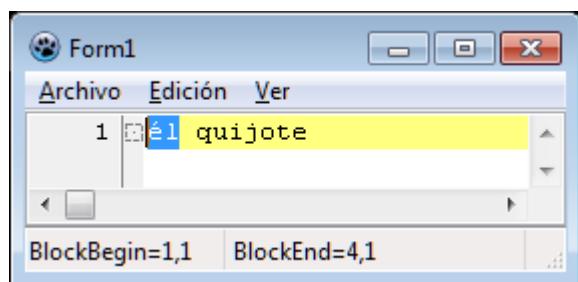 Form1
Archivo Edición Ver
1 él quijote
BlockBegin=1,1 BlockEnd=4,1